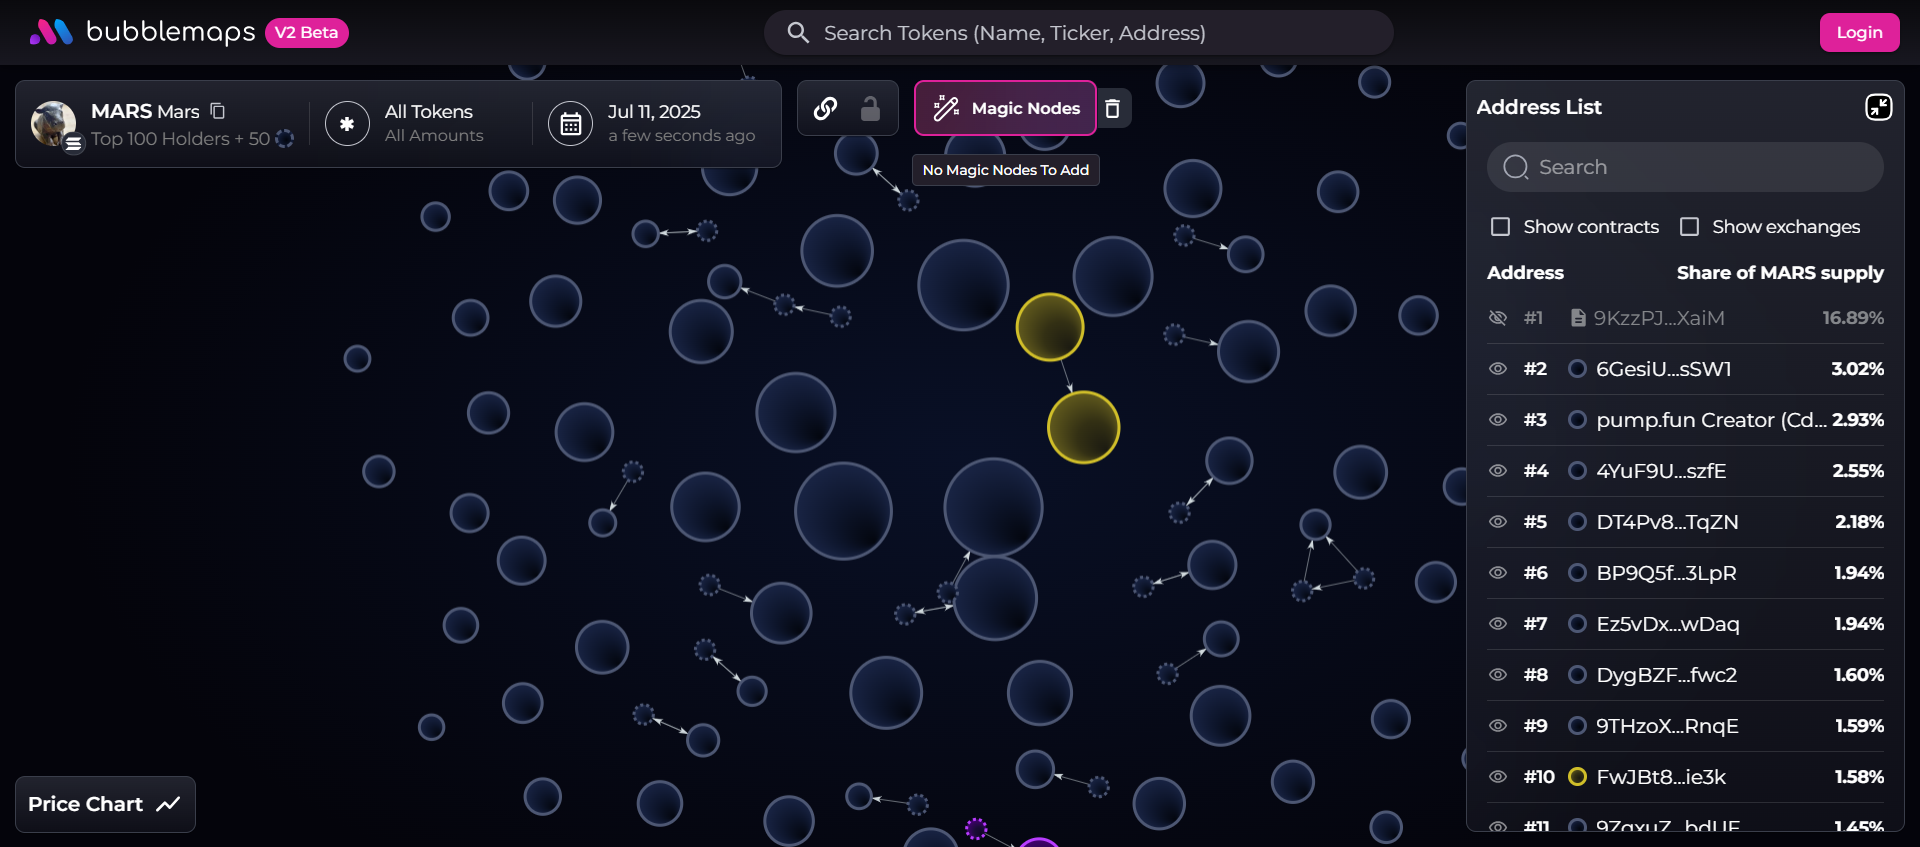 bubblemaps V2 Beta
Search Tokens (Name, Ticker, Address)
Login
MARS Mars
Top 100 Holders + 50
All Tokens
All Amounts
Jul 11, 2025
a few seconds ago
Magic Nodes
No Magic Nodes To Add
Address List
Search
Show contracts Show exchanges
Address Share of MARS supply
#1 9KzzPJ...XaiM 16.89%
#2 6GesiU...sSW1 3.02%
#3 pump.fun Creator (Cd... 2.93%
#4 4YuF9U...szfE 2.55%
#5 DT4Pv8...TqZN 2.18%
#6 BP9Q5f...3LpR 1.94%
#7 Ez5vDx...wDaq 1.94%
#8 DygBZF...fwc2 1.60%
#9 9THzoX...RnqE 1.59%
#10 FwJBt8...ie3k 1.58%
#11 1.45%
Price Chart